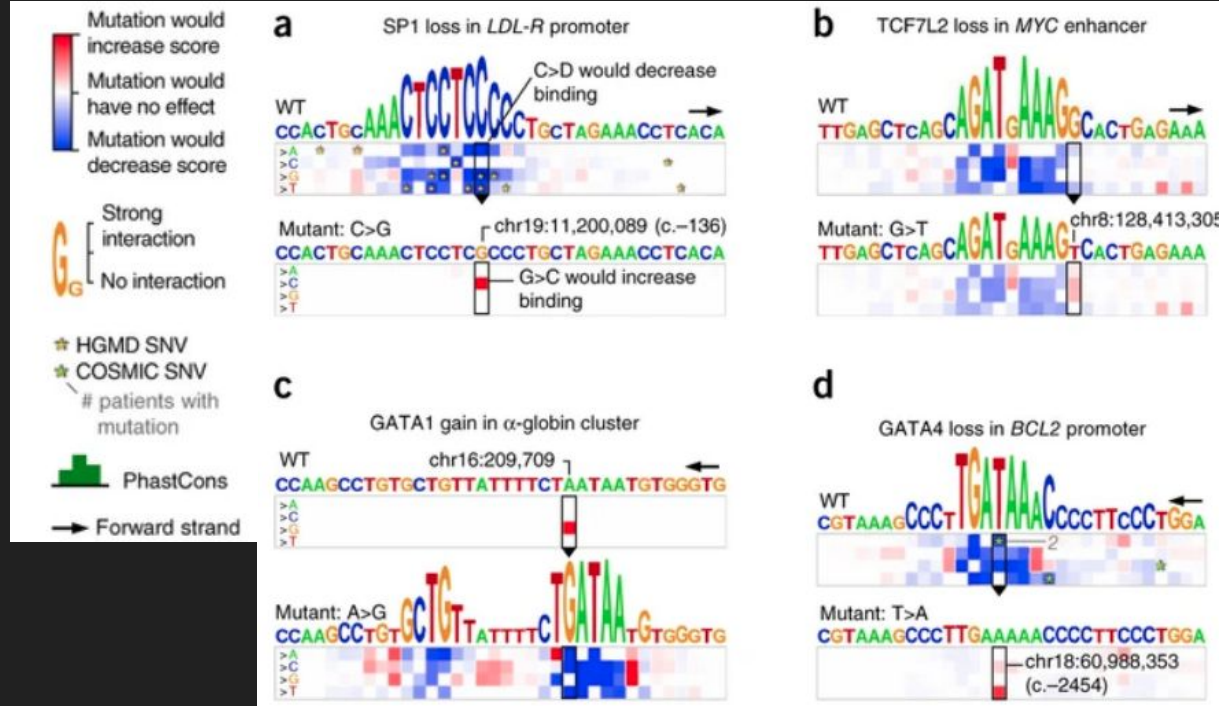 Mutation would
increase score
Mutation would
have no effect
Mutation would
decrease score
Strong
interaction
No interaction
G
G
HGMD SNV
COSMIC SNV
# patients with
mutation
PhastCons
Forward strand
a
SP1 loss in LDL-R promoter
C>D would decrease
binding
WT
CCACTGCAAACTCCTCCCCCTGCTAGAAACCTCACA
>A
>C
>G
>T
Mutant: C>G
chr19:11,200,089 (c.–136)
CCACTGCAAACTCCTCGCCCTGCTAGAAACCTCACA
>A
>C
>G
>T
G>C would increase
binding
b
TCF7L2 loss in MYC enhancer
WT
TTGAGCTCAGCAGATGAAAGGCACTGAGAAA
Mutant: G>T
chr8:128,413,305
TTGAGCTCAGCAGATGAAAGTCACTGAGAAA
c
GATA1 gain in α-globin cluster
WT
chr16:209,709
CCAAGCCTGTGCTGTTATTTTCTAATAATGTGGGTG
>A
>C
>G
>T
Mutant: A>G
CCAAGCCTGTGCTGTTATTTTCTGATAATGTGGGTG
>A
>C
>G
>T
d
GATA4 loss in BCL2 promoter
WT
CGTAAAGCCCTTGATAAACCCCTTCCCTGGA
2
Mutant: T>A
CGTAAAGCCCTTGAAAAACCCCTTCCCTGGA
chr18:60,988,353
(c.–2454)